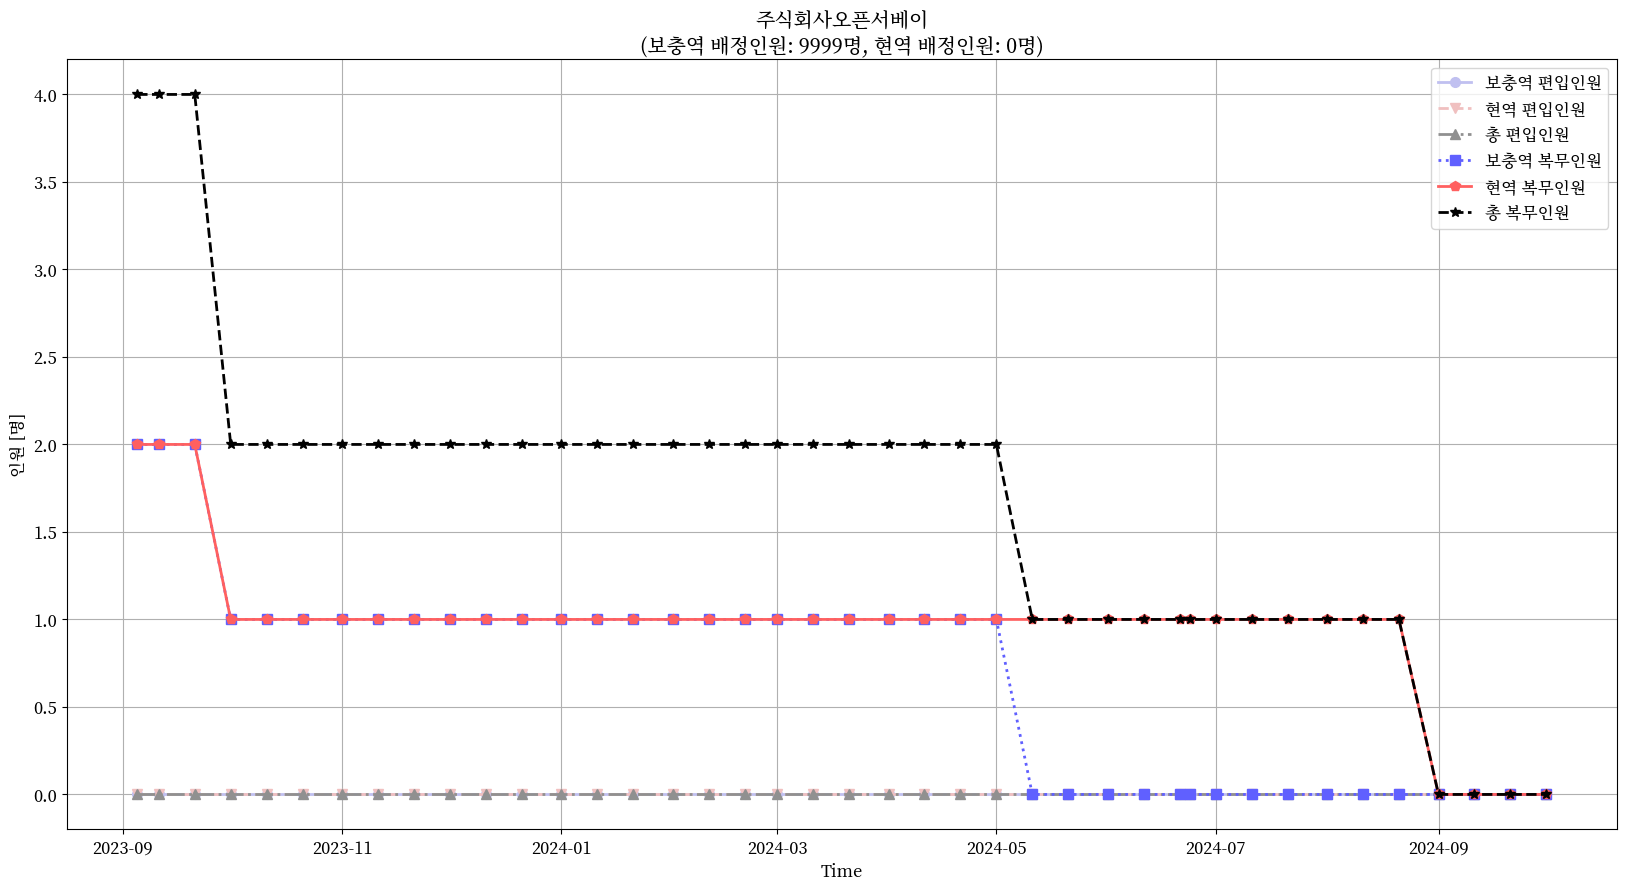 주식회사오픈서베이
(보충역 배정인원: 9999명, 현역 배정인원: 0명)
보충역 편입인원
현역 편입인원
총 편입인원
보충역 복무인원
현역 복무인원
총 복무인원
인원 [명]
4.0
3.5
3.0
2.5
2.0
1.5
1.0
0.5
0.0
2023-09
2023-11
2024-01
2024-03
2024-05
2024-07
2024-09
Time